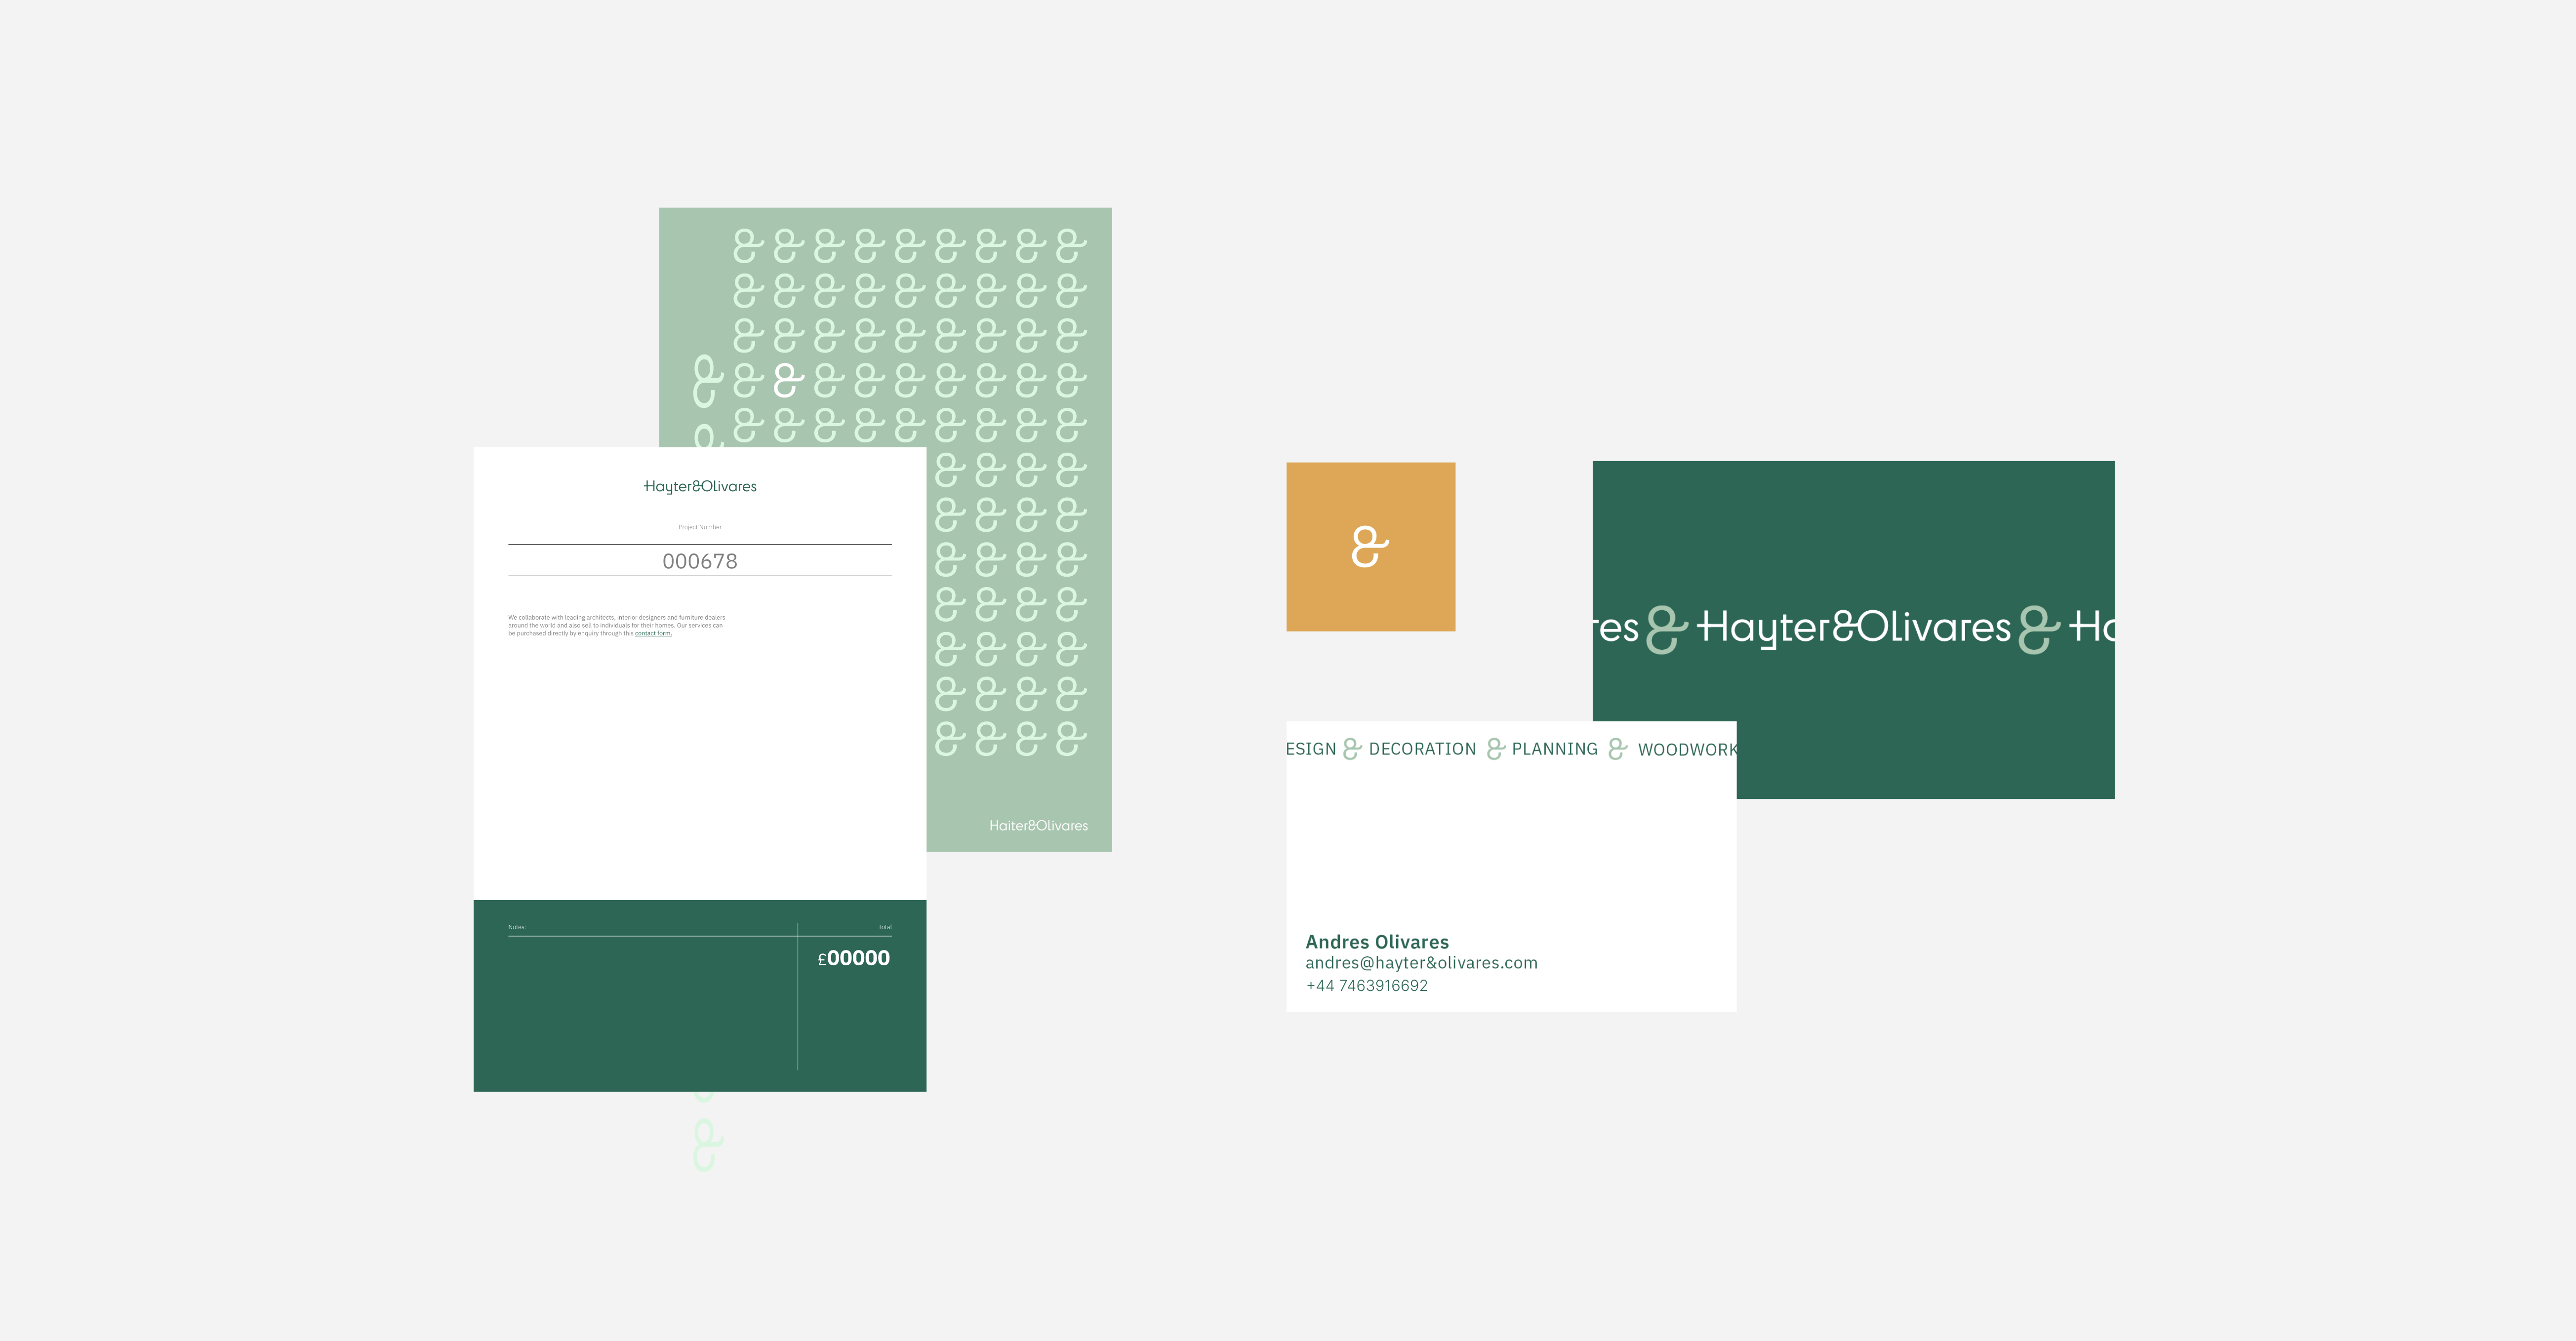 & & & & & & & & &
& & & & & & & & &
& & & & & & & & &
& & & & & & & & & &
& & & & & & & & & &
& & & &
& & & &
& & & &
& & & &
& & & &
& & & &
& & & &
Haiter&Olivares
&
Hayter&Olivares
Project Number
000678
We collaborate with leading architects, interior designers and furniture dealers
around the world and also sell to individuals for their homes. Our services can
be purchased directly by enquiry through this contact form.
Notes:
Total
£00000
&
res & Hayter&Olivares & Ha
ESIGN & DECORATION & PLANNING & WOODWORK
Andres Olivares
andres@hayter&olivares.com
+44 7463916692